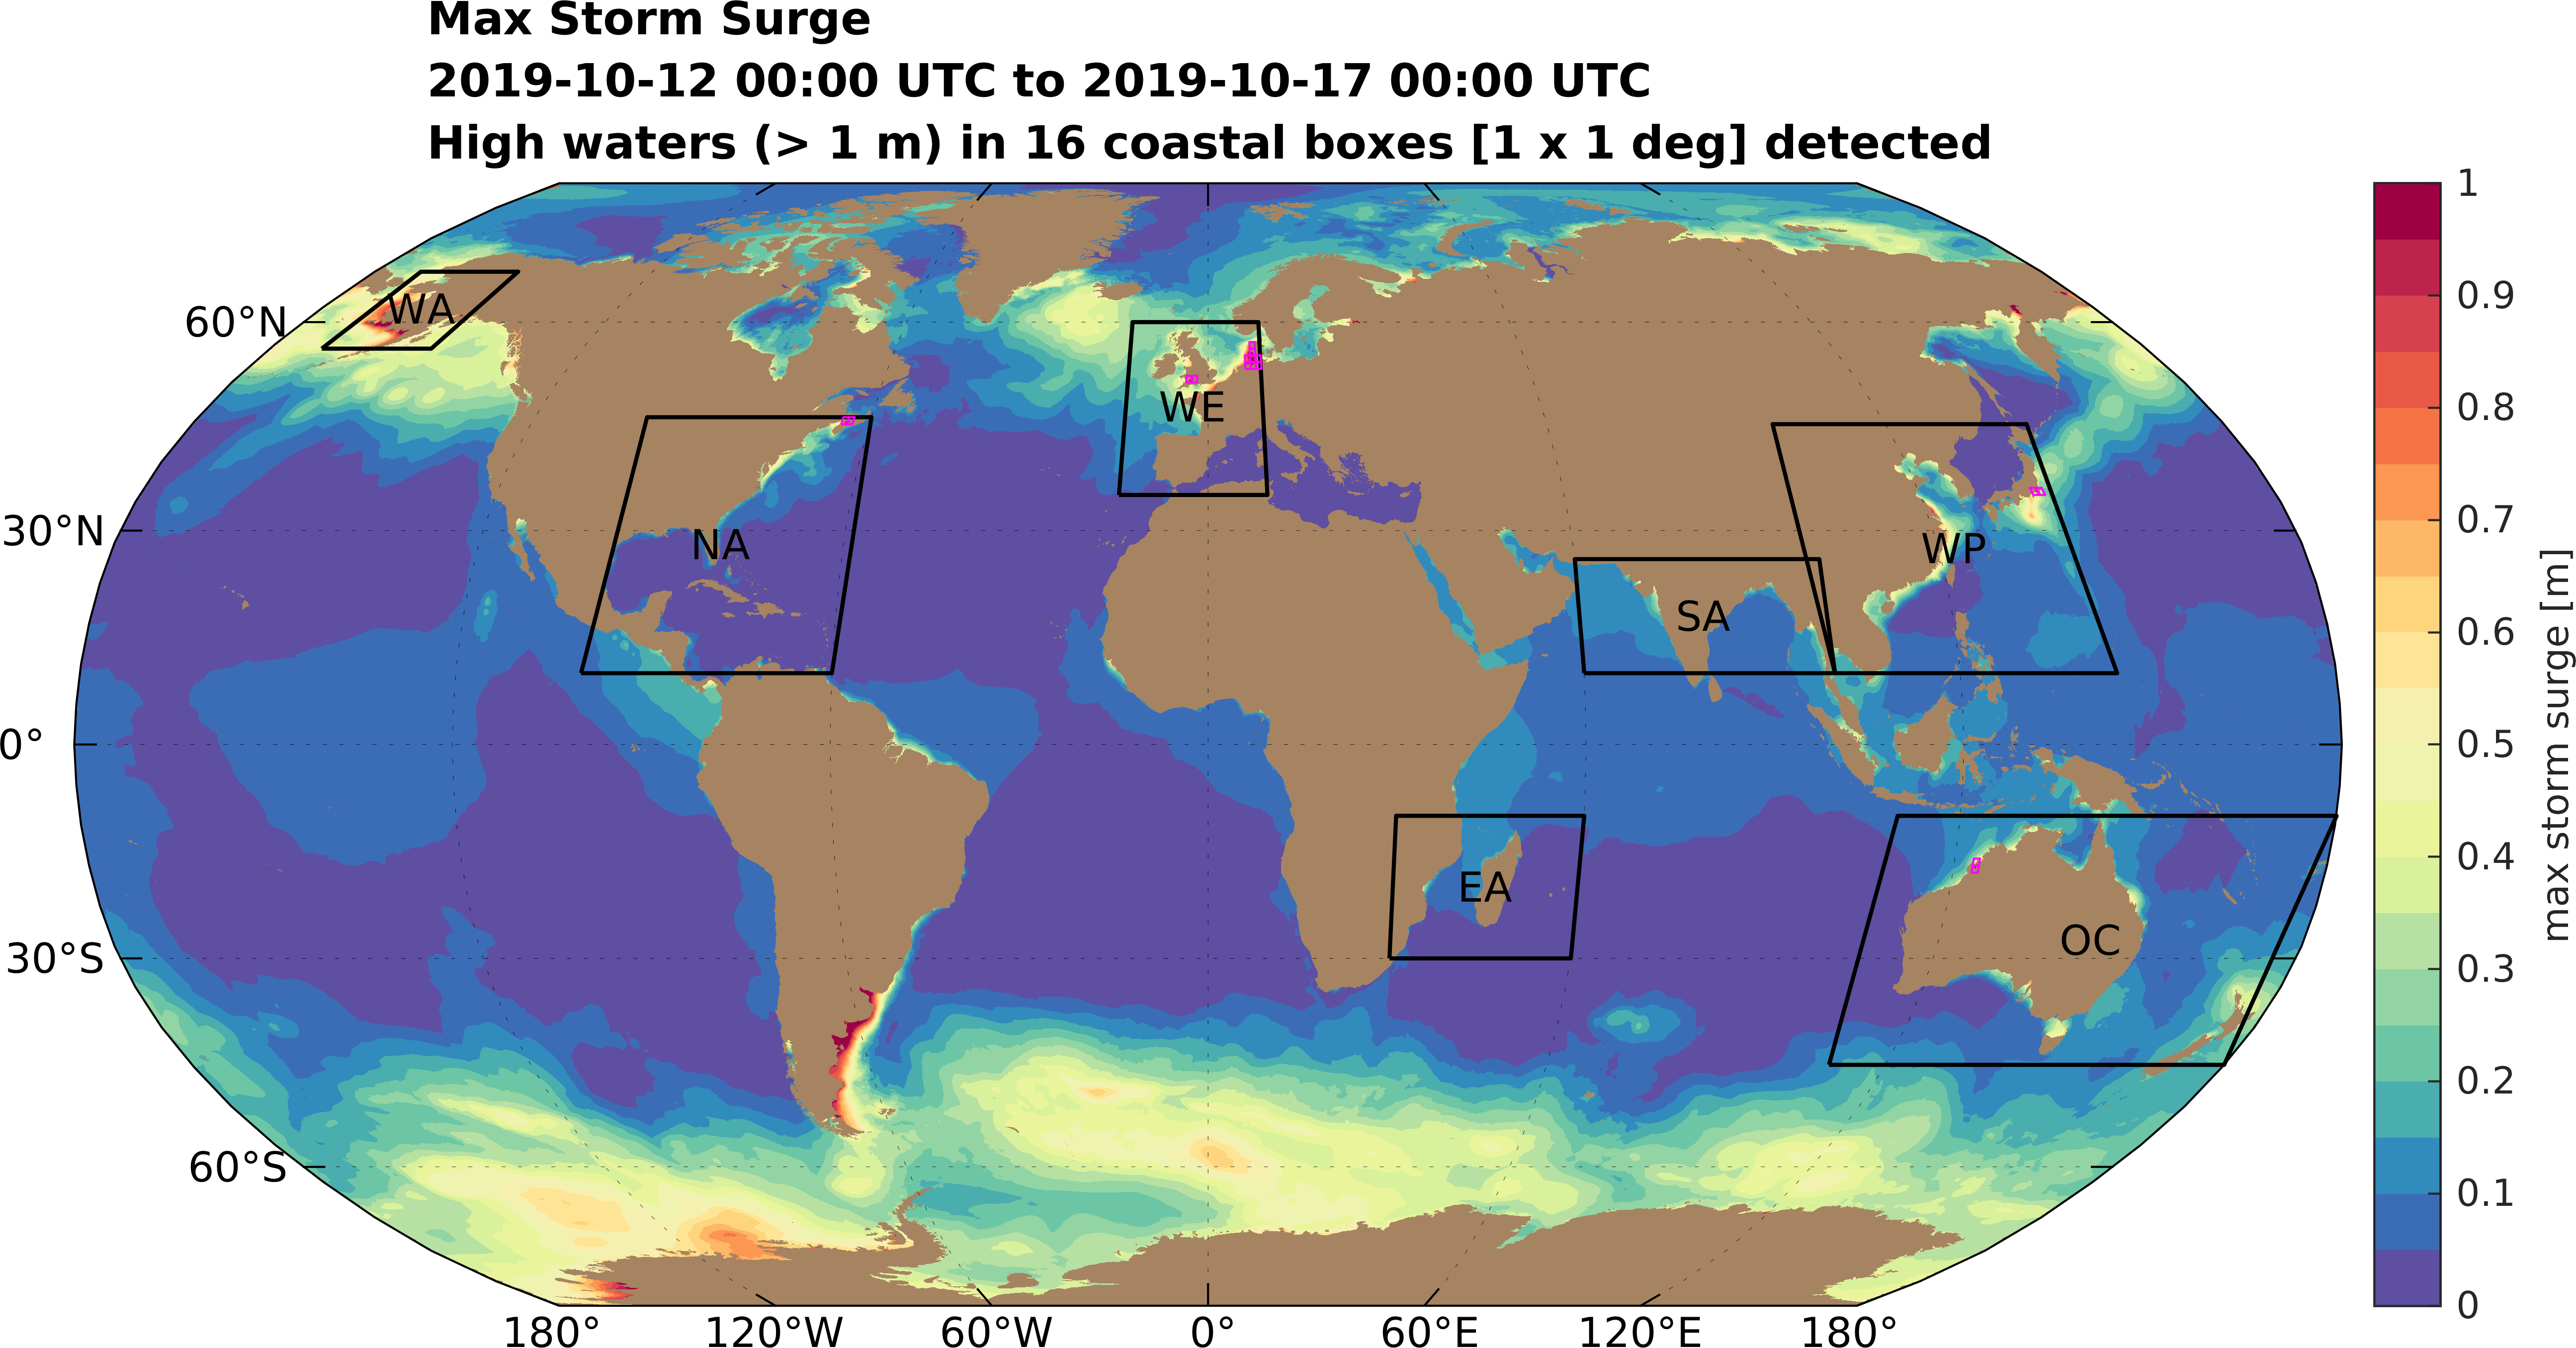 Max Storm Surge
2019-10-12 00:00 UTC to 2019-10-17 00:00 UTC
High waters (> 1 m) in 16 coastal boxes [1 x 1 deg] detected
60°N
30°N
0°
30°S
60°S
WA
NA
WE
SA
WP
EA
OC
180°
120°W
60°W
0°
60°E
120°E
180°
1
0.9
0.8
0.7
0.6
0.5
0.4
0.3
0.2
0.1
0
max storm surge [m]